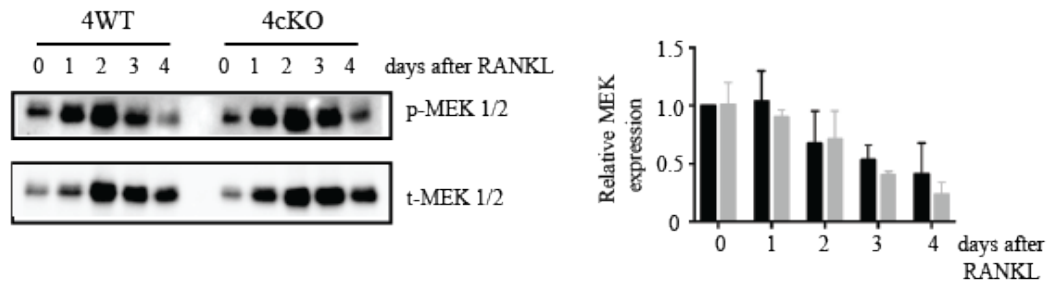 4WT 4cKO
0 1 2 3 4 0 1 2 3 4 days after RANKL
p-MEK 1/2
t-MEK 1/2
Relative MEK
expression
1.5
1.0
0.5
0
0 1 2 3 4 days after
RANKL